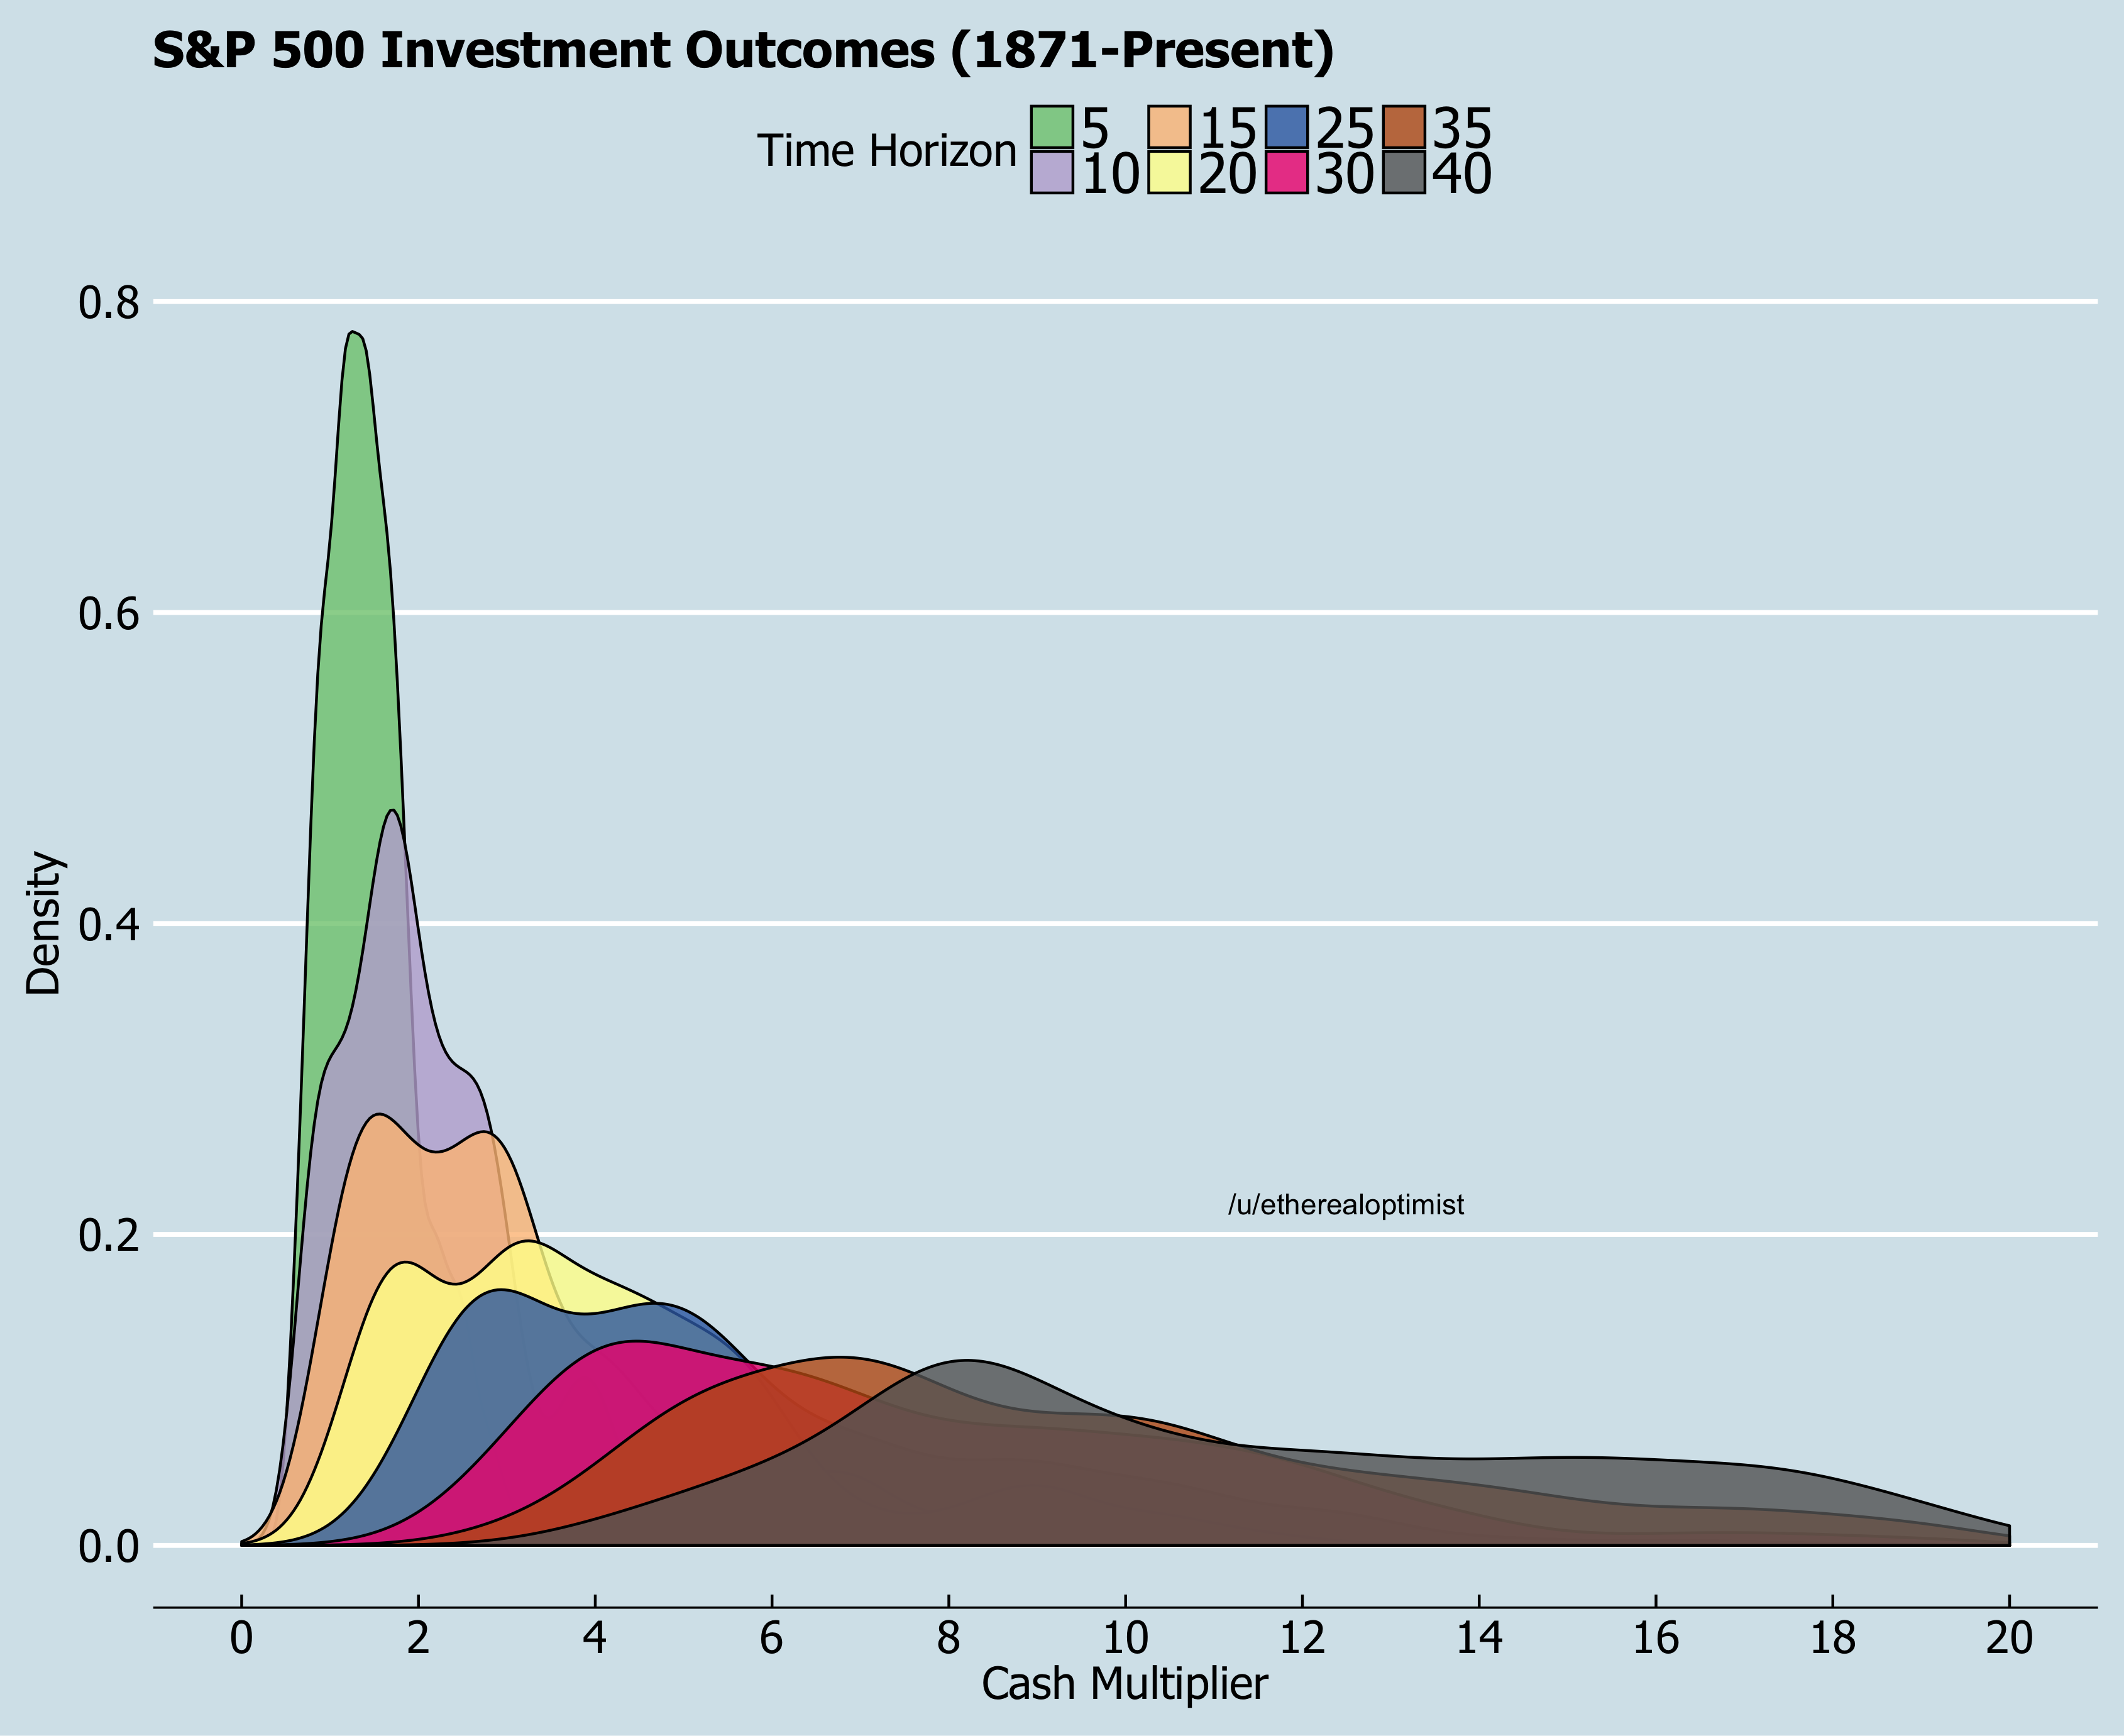 S&P 500 Investment Outcomes (1871-Present)
Time Horizon
5 15 25 35
10 20 30 40
0.8
0.6
0.4
0.2
0.0
Density
/u/etherealoptimist
0 2 4 6 8 10 12 14 16 18 20
Cash Multiplier